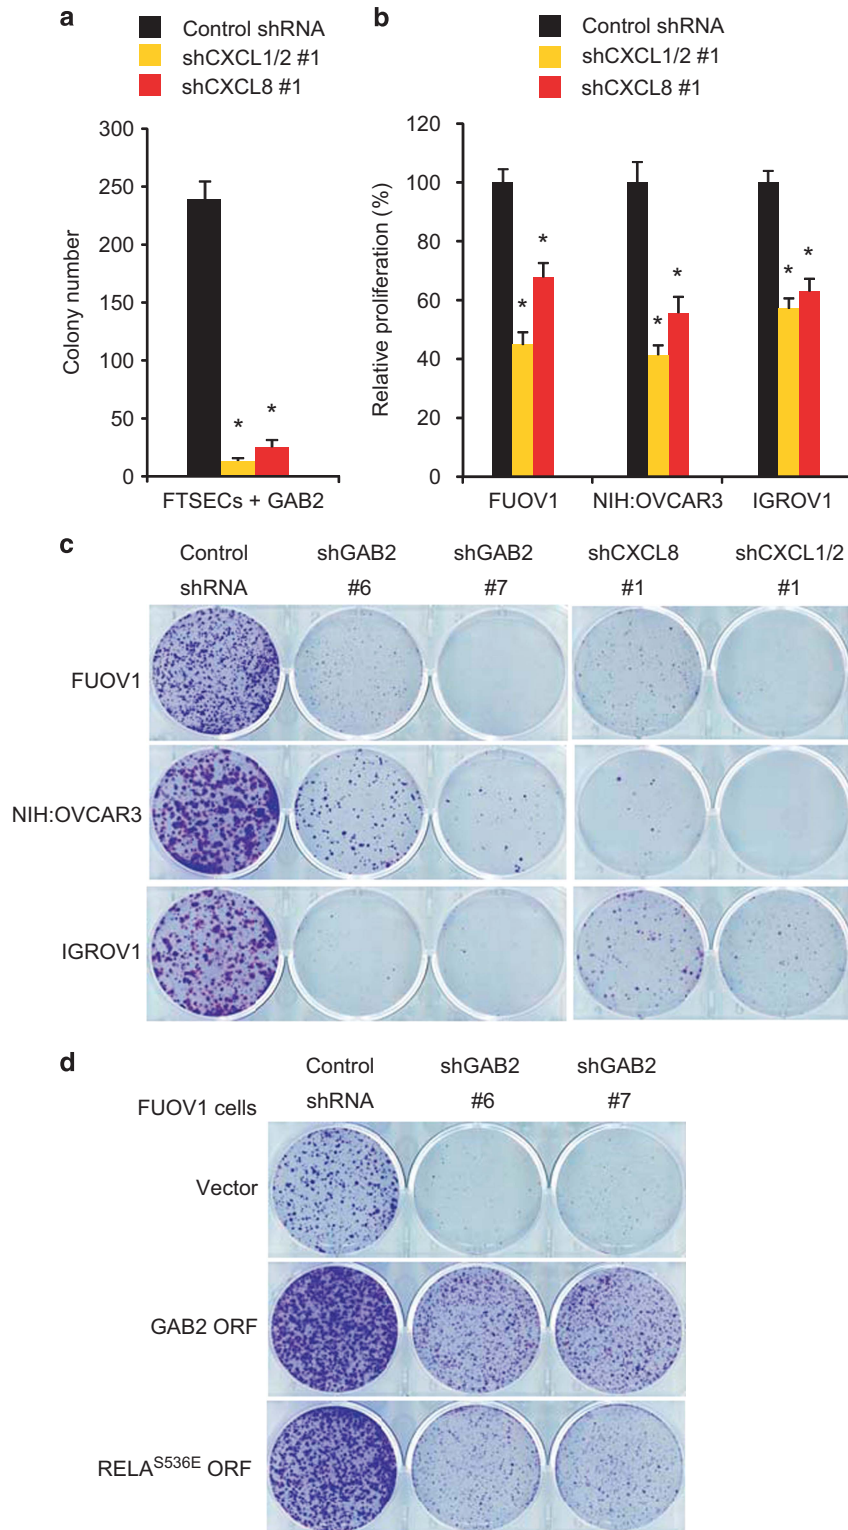 a
Control shRNA
shCXCL1/2 #1
shCXCL8 #1
Colony number
300
250
200
150
100
50
0
*
*
FTSECs + GAB2
b
Control shRNA
shCXCL1/2 #1
shCXCL8 #1
Relative proliferation (%)
120
100
80
60
40
20
0
*
*
*
*
*
*
FUOV1
NIH:OVCAR3
IGROV1
c
Control shGAB2 shGAB2 shCXCL8 shCXCL1/2
shRNA #6 #7 #1 #1
FUOV1
NIH:OVCAR3
IGROV1
d
Control shGAB2 shGAB2
FUOV1 cells shRNA #6 #7
Vector
GAB2 ORF
RELAS536E ORF